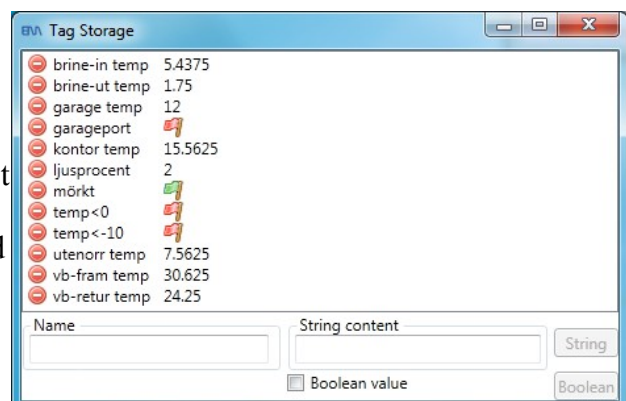 Tag Storage
brine-in temp 5.4375
brine-ut temp 1.75
garage temp 12
garageport
kontor temp 15.5625
ljusprocent 2
mörkt
temp<0
temp<-10
utenorr temp 7.5625
vb-fram temp 30.625
vb-retur temp 24.25
Name String content
String
Boolean value Boolean